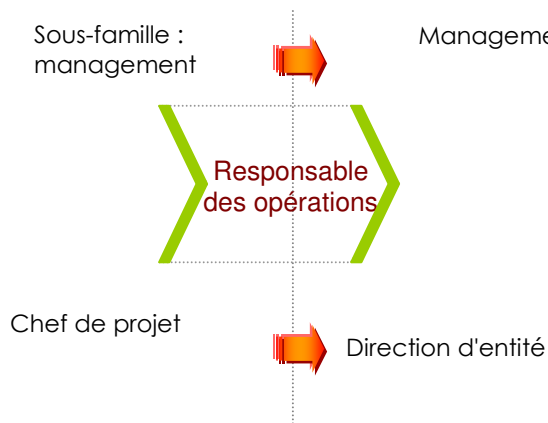 Sous-famille :
management
Responsable
des opérations
Chef de projet
Direction d'entité